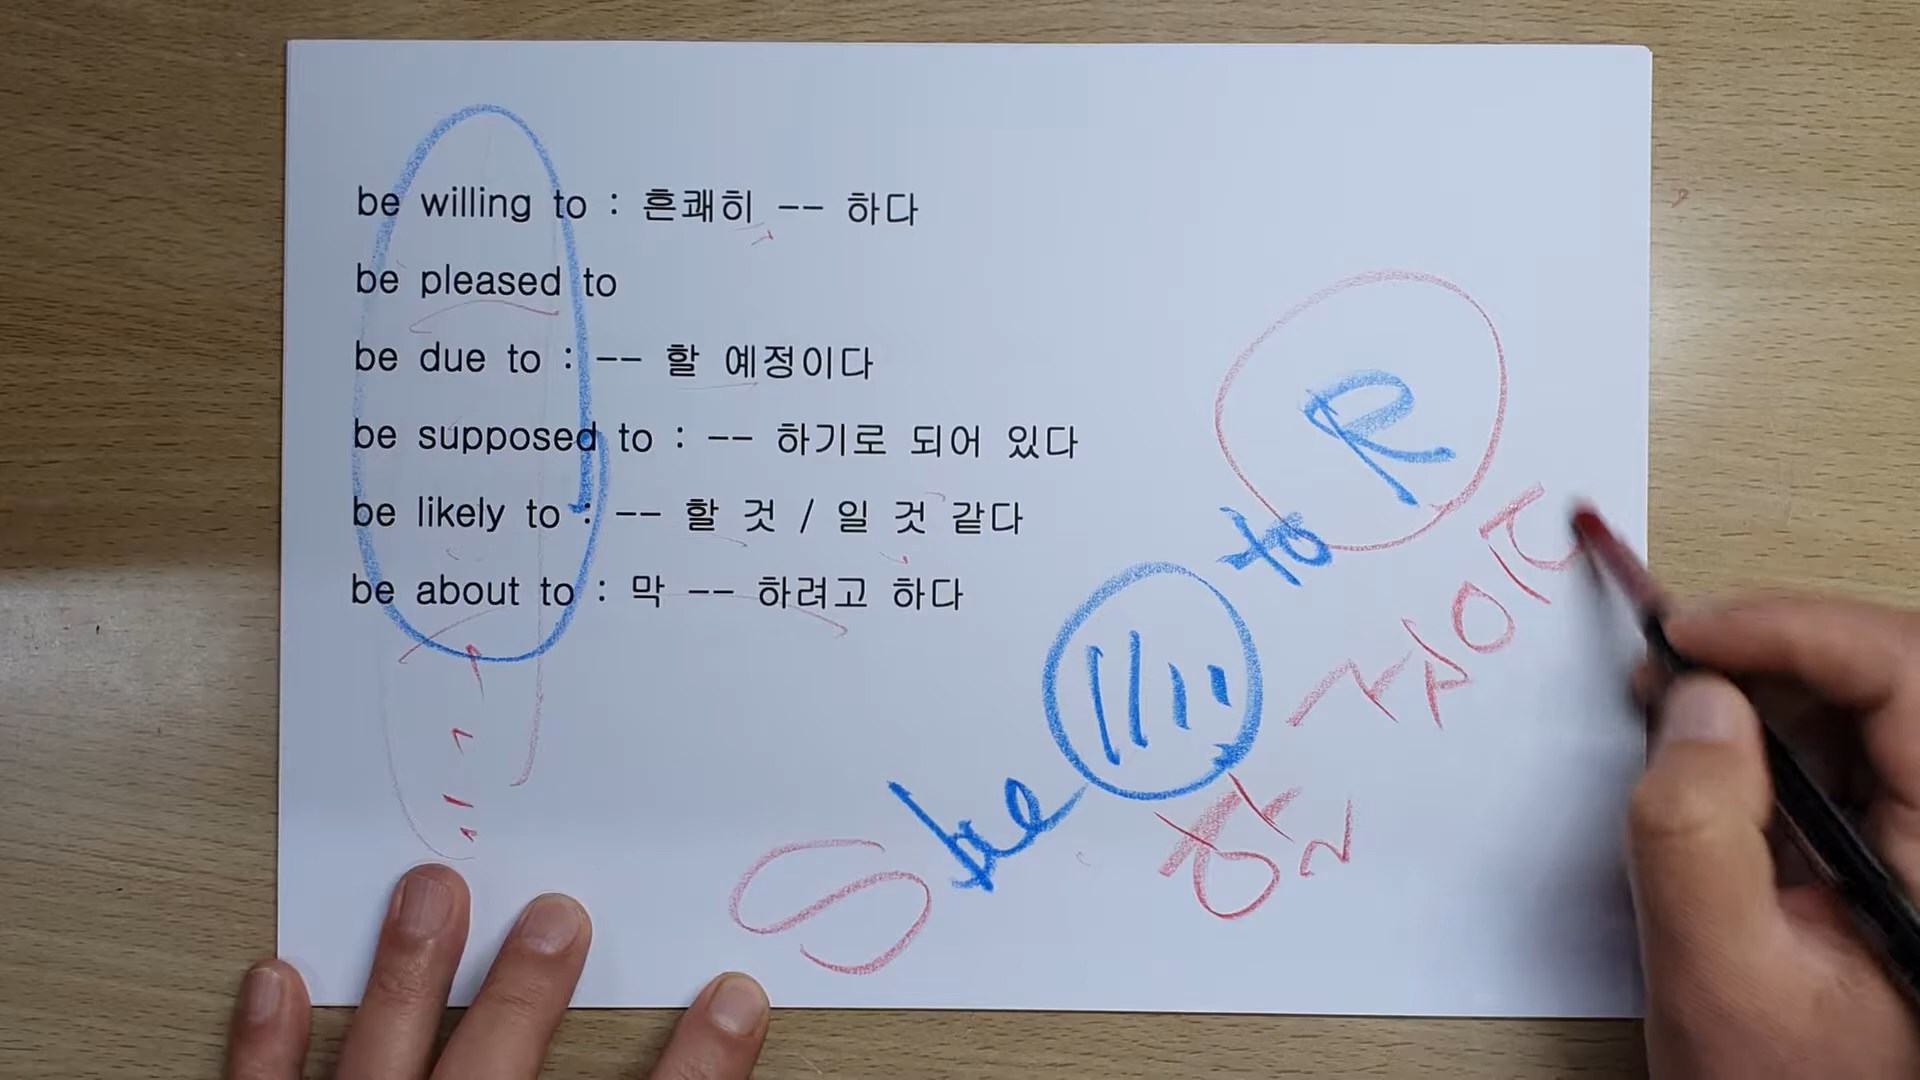 be willing to : 흔쾌히 -- 하다
be pleased to
be due to : -- 할 예정이다
be supposed to : -- 하기로 되어 있다
be likely to : -- 할 것 / 일 것 같다
be about to : 막 -- 하려고 하다
S be to R